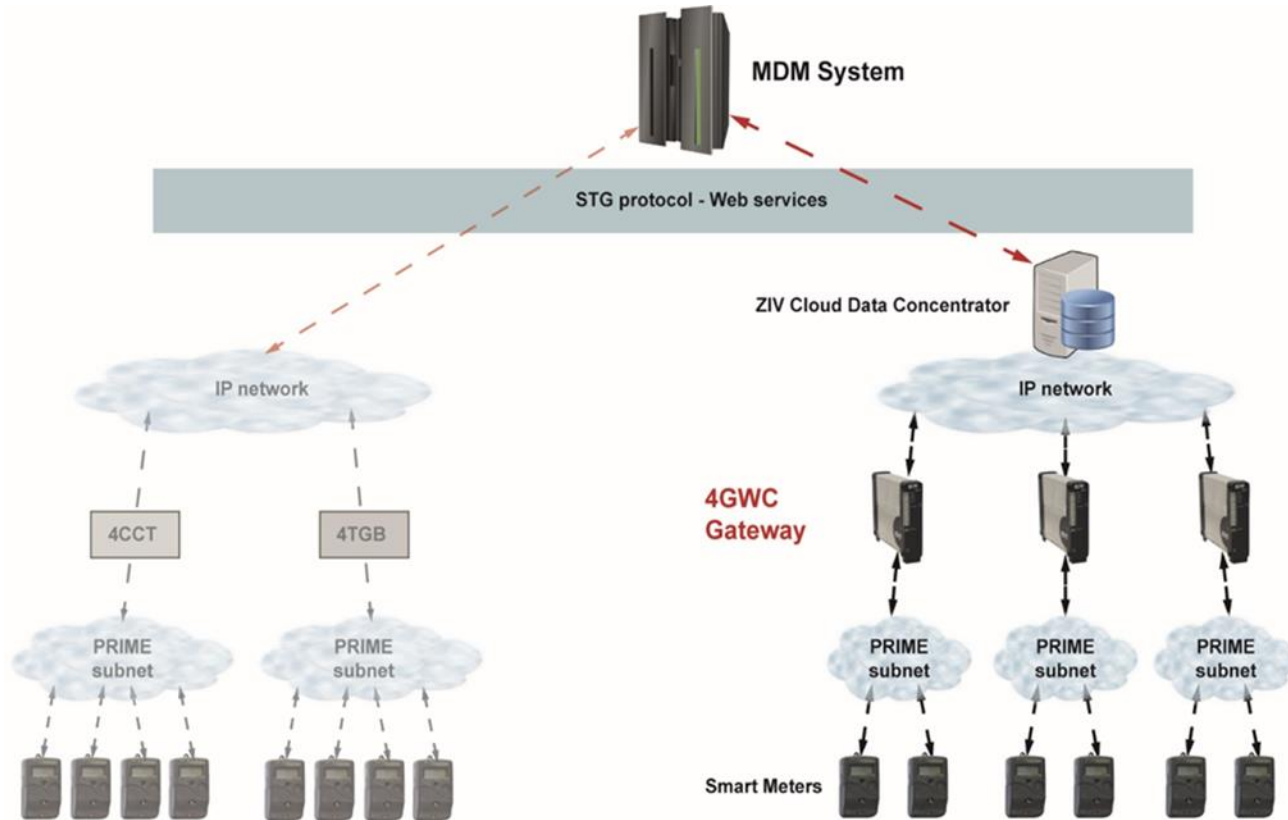 MDM System
STG protocol - Web services
ZIV Cloud Data Concentrator
IP network
IP network
4GWC
Gateway
4CCT
4TGB
PRIME
subnet
PRIME
subnet
PRIME
subnet
PRIME
subnet
PRIME
subnet
Smart Meters